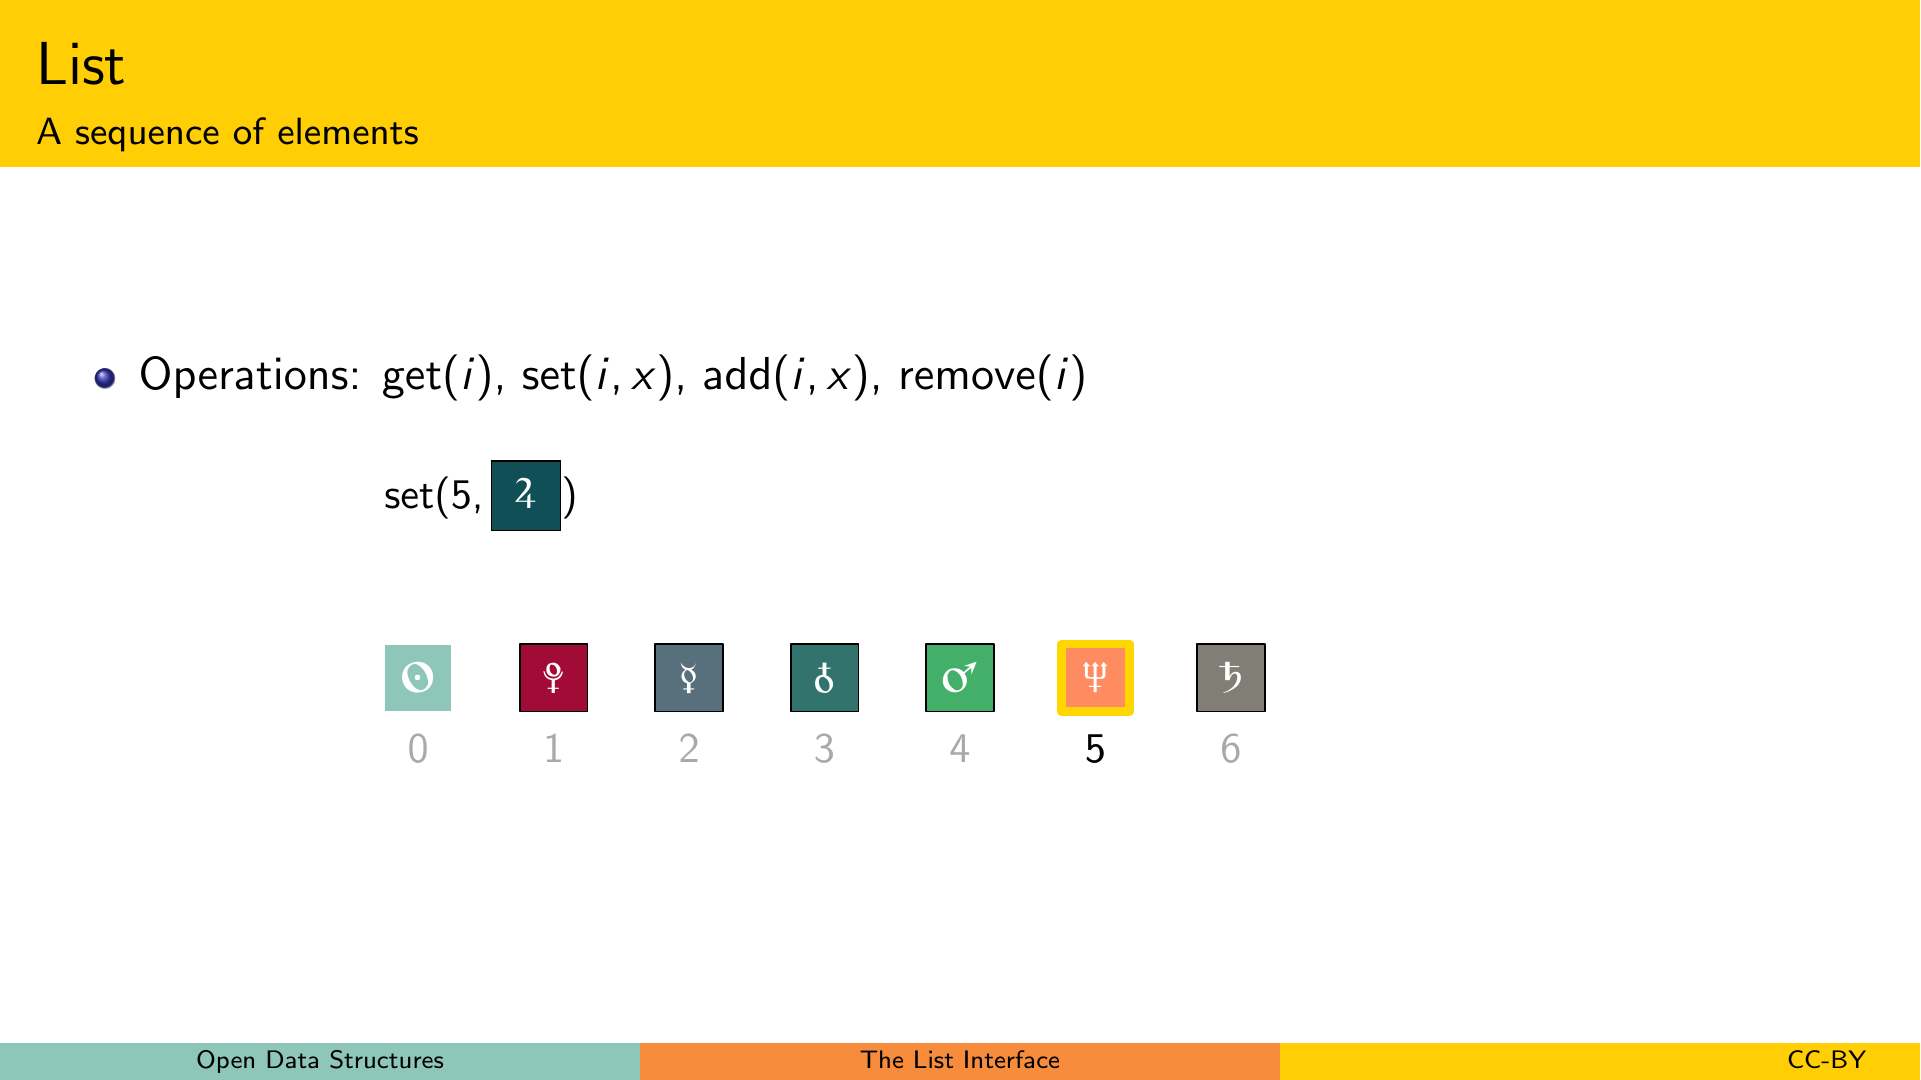 List
A sequence of elements
Operations: get(i), set(i, x), add(i, x), remove(i)
set(5, ♃)
☉ ♇ ☿ ♁ ♂ ♆ ♄
0 1 2 3 4 5 6
Open Data Structures The List Interface CC-BY